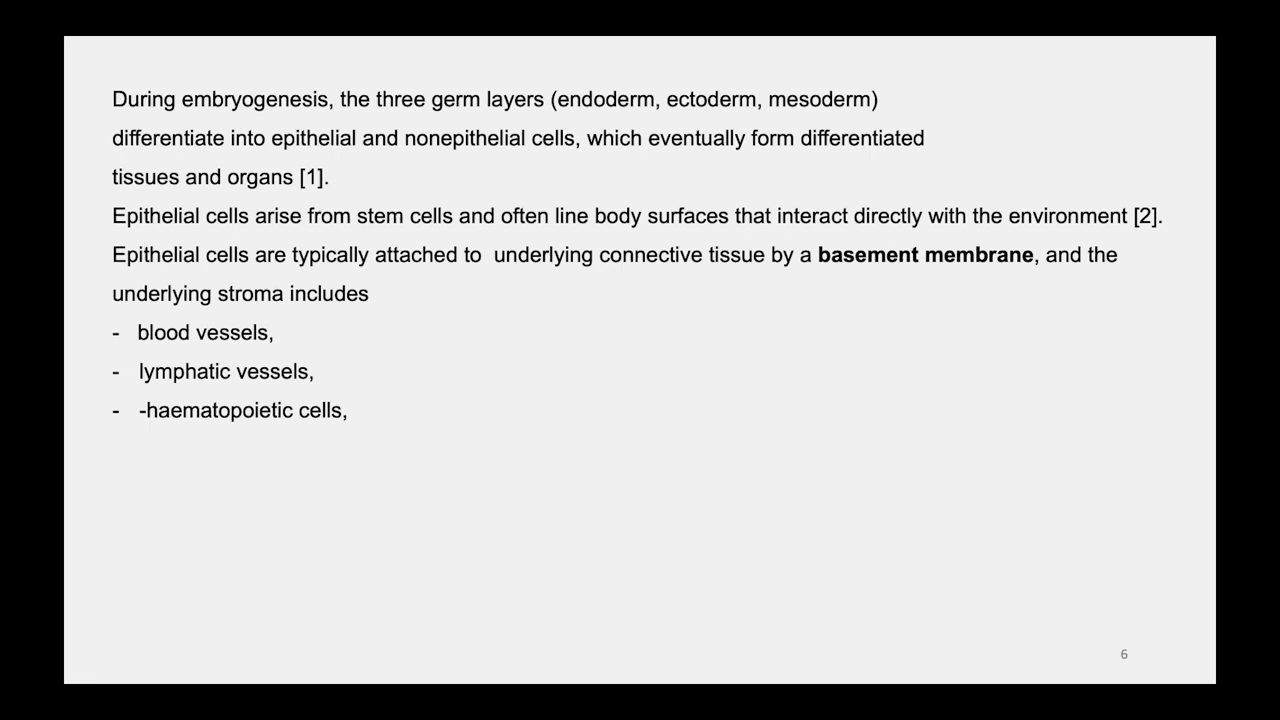 During embryogenesis, the three germ layers (endoderm, ectoderm, mesoderm)
differentiate into epithelial and nonepithelial cells, which eventually form differentiated
tissues and organs [1].
Epithelial cells arise from stem cells and often line body surfaces that interact directly with the environment [2].
Epithelial cells are typically attached to  underlying connective tissue by a basement membrane, and the
underlying stroma includes
- blood vessels,
- lymphatic vessels,
- -haematopoietic cells,
6